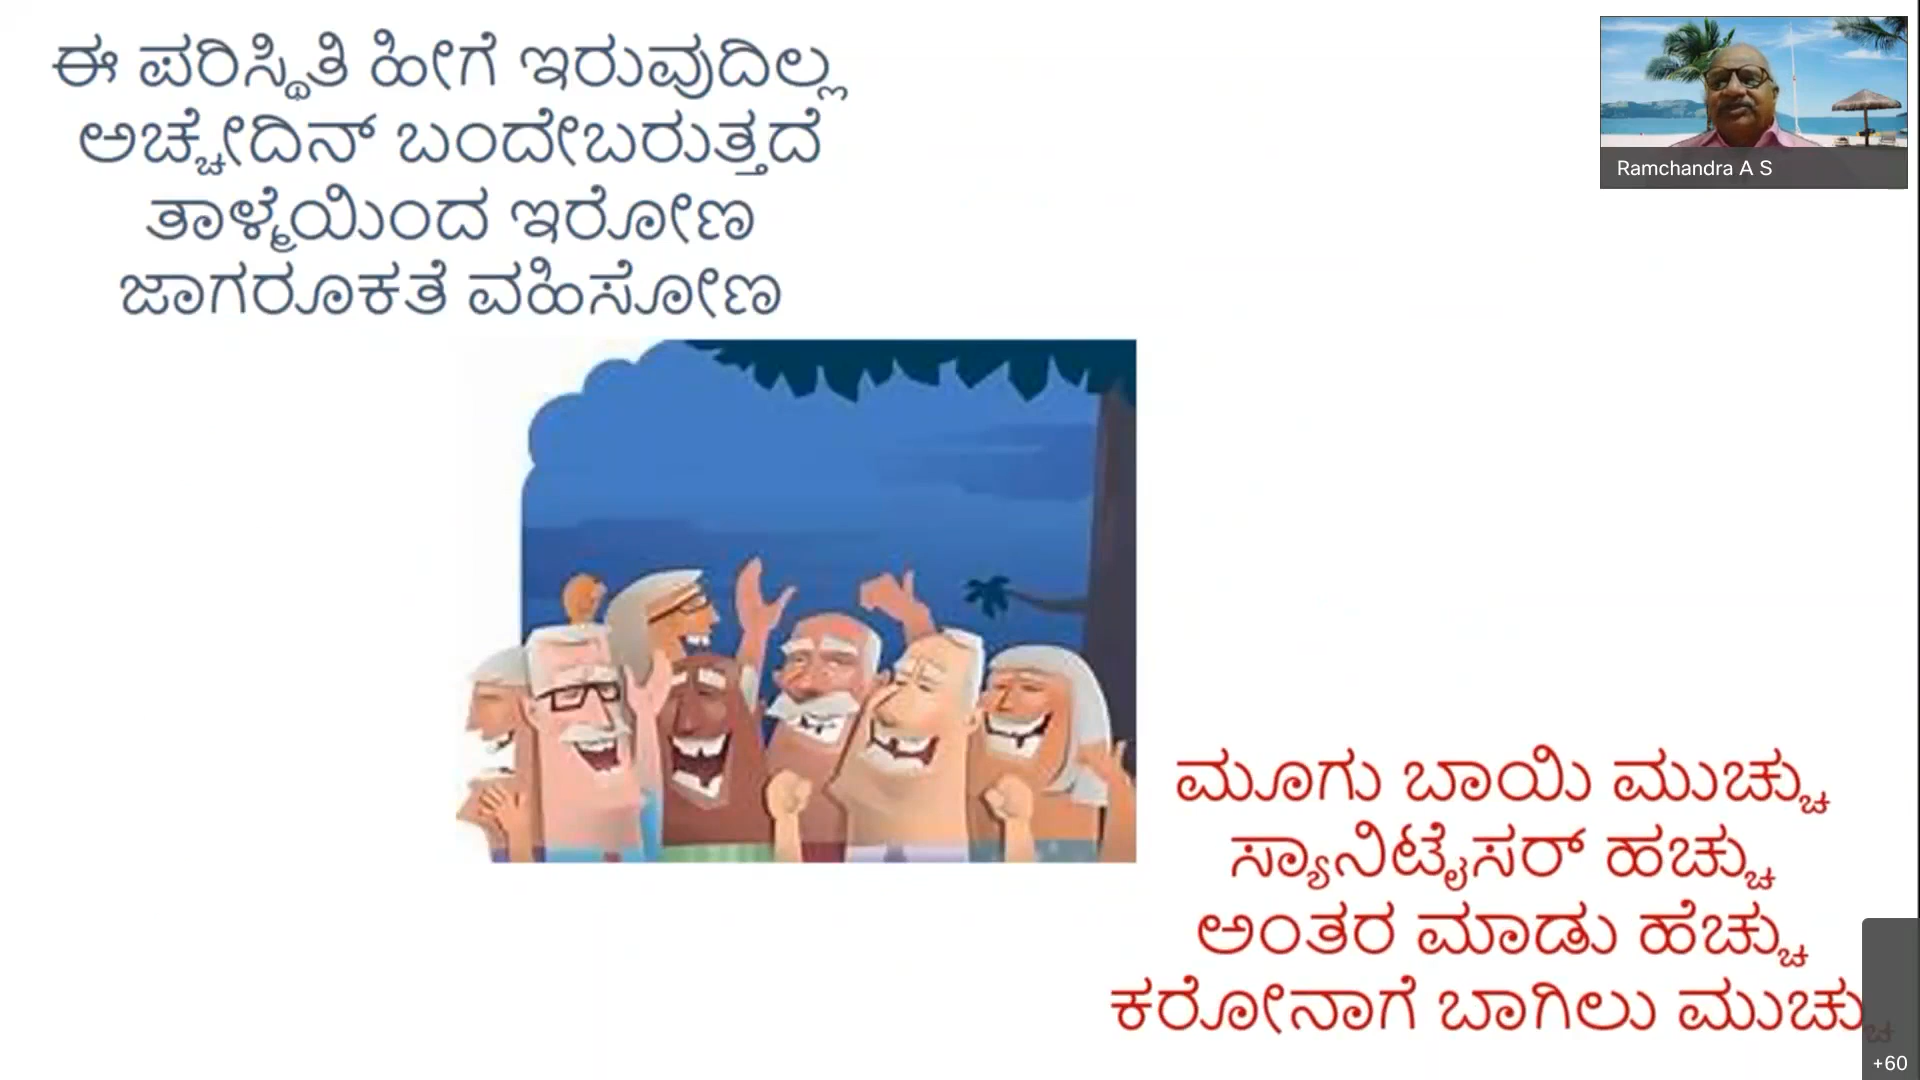 ಈ ಪರಿಸ್ಥಿತಿ ಹೀಗೆ ಇರುವುದಿಲ್ಲ
ಅಚ್ಚೇದಿನ್ ಬಂದೇಬರುತ್ತದೆ
ತಾಳ್ಮೆಯಿಂದ ಇರೋಣ
ಜಾಗರೂಕತೆ ವಹಿಸೋಣ
Ramchandra A S
ಮೂಗು ಬಾಯಿ ಮುಚ್ಚು
ಸ್ಯಾನಿಟೈಸರ್ ಹಚ್ಚು
ಅಂತರ ಮಾಡು ಹೆಚ್ಚು
ಕರೋನಾಗೆ ಬಾಗಿಲು ಮುಚ್ಚು
+60